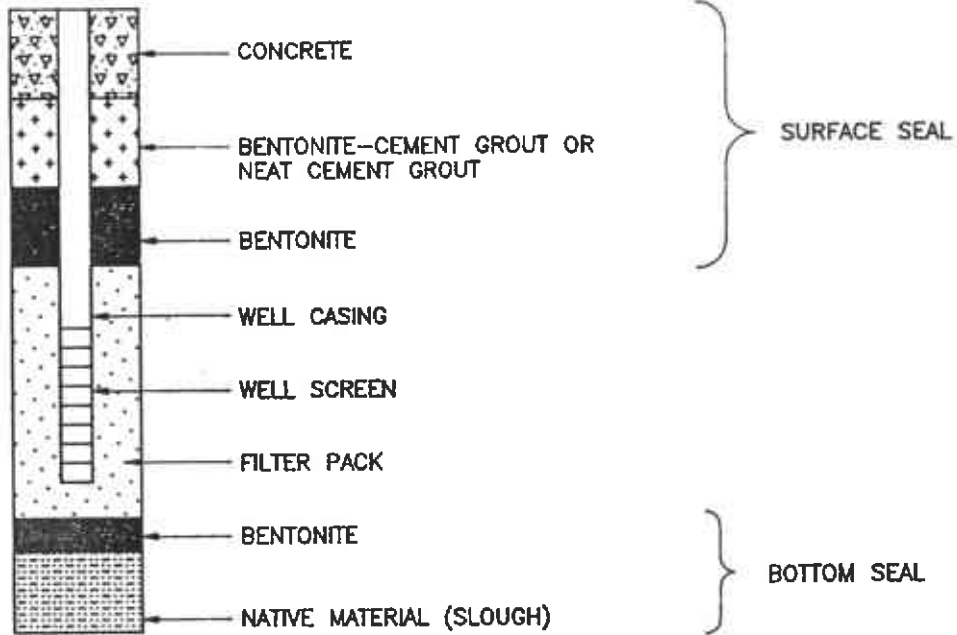 CONCRETE
BENTONITE-CEMENT GROUT OR
NEAT CEMENT GROUT
SURFACE SEAL
BENTONITE
WELL CASING
WELL SCREEN
FILTER PACK
BENTONITE
BOTTOM SEAL
NATIVE MATERIAL (SLOUGH)